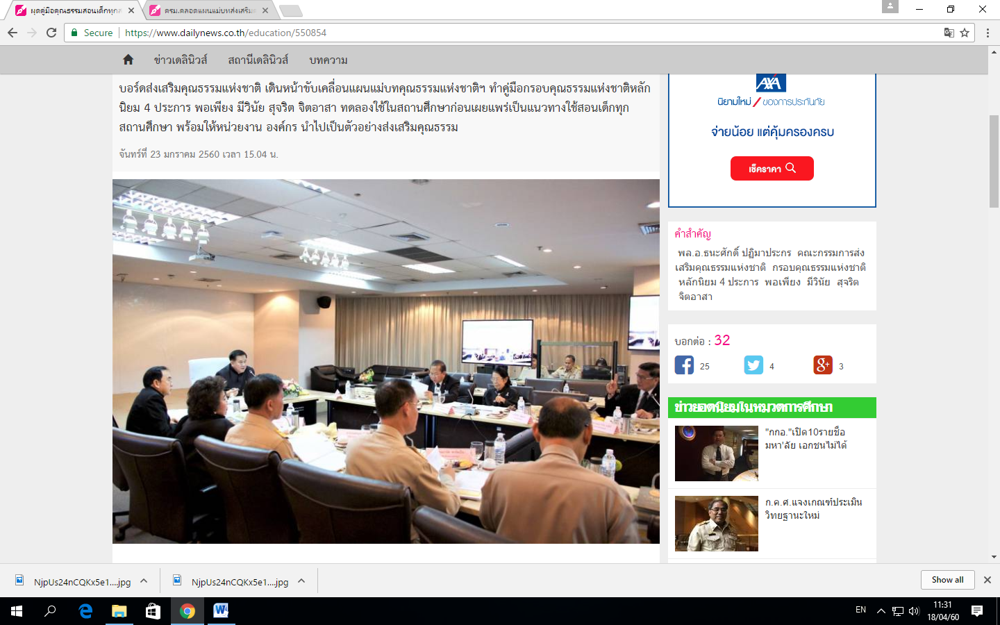 ผุดคู่มือคุณธรรมสอนเด็กทุกส
ครม.คลอดแผนแม่บทส่งเสริม
Secure
https://www.dailynews.co.th/education/550854
ข่าวเดลินิวส์ สถานีเดลินิวส์ บทความ
บอร์ดส่งเสริมคุณธรรมแห่งชาติ เดินหน้าขับเคลื่อนแผนแม่บทคุณธรรมแห่งชาติฯ ทำคู่มือกรอบคุณธรรมแห่งชาติหลัก
นิยม 4 ประการ พอเพียง มีวินัย สุจริต จิตอาสา ทดลองใช้ในสถานศึกษาก่อนเผยแพร่เป็นแนวทางใช้สอนเด็กทุก
สถานศึกษา พร้อมให้หน่วยงาน องค์กร นำไปเป็นตัวอย่างส่งเสริมคุณธรรม
จันทร์ที่ 23 มกราคม 2560 เวลา 15.04 น.
AXA
นิยามใหม่ / ของการประกันภัย
จ่ายน้อย แต่คุ้มครองครบ
เช็คราคา
คำสำคัญ
พล.อ.ธนะศักดิ์ ปฏิมาประกร คณะกรรมการส่ง
เสริมคุณธรรมแห่งชาติ กรอบคุณธรรมแห่งชาติ
หลักนิยม 4 ประการ พอเพียง มีวินัย สุจริต
จิตอาสา
บอกต่อ : 32
25 4 3
ข่าวยอดนิยมในหมวดการศึกษา
"กกอ."เปิด10รายชื่อ
มหา'ลัย เอกชนไม่ได้
ก.ค.ศ.แจงเกณฑ์ประเมิน
วิทยฐานะใหม่
NjpUs24nCQKx5e1....jpg
NjpUs24nCQKx5e1....jpg
Show all
EN
11:31
18/04/60